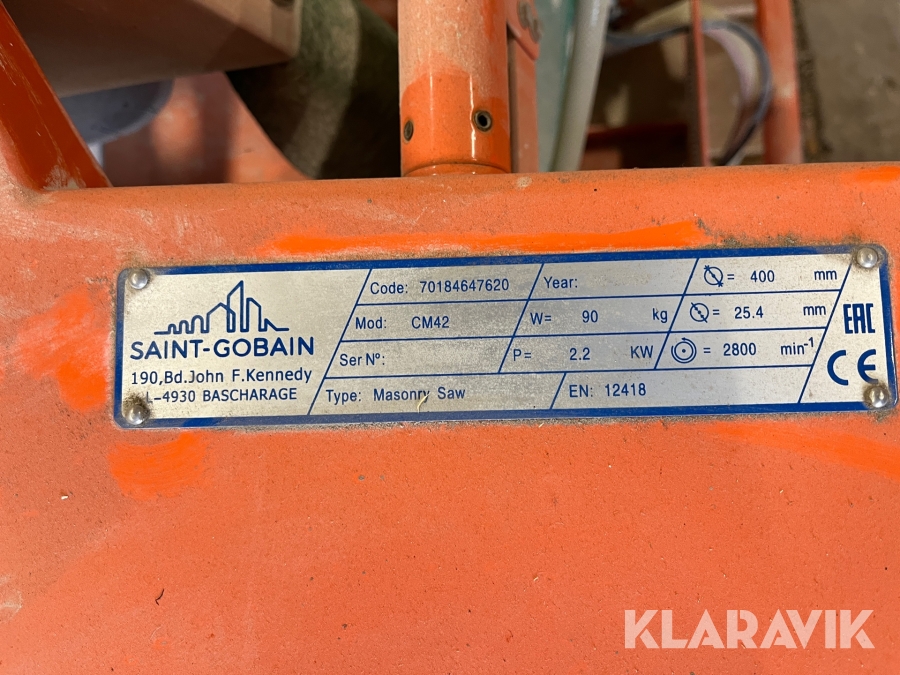 SAINT-GOBAIN
190,Bd.John F.Kennedy
L-4930 BASCHARAGE
Code: 70184647620
Year:
Mod: CM42
W= 90 kg
Ser Nº:
P= 2.2 KW
Type: Masonry Saw
EN: 12418
= 400 mm
= 25.4 mm
= 2800 min⁻¹
EAC
CE
KLARAVIK